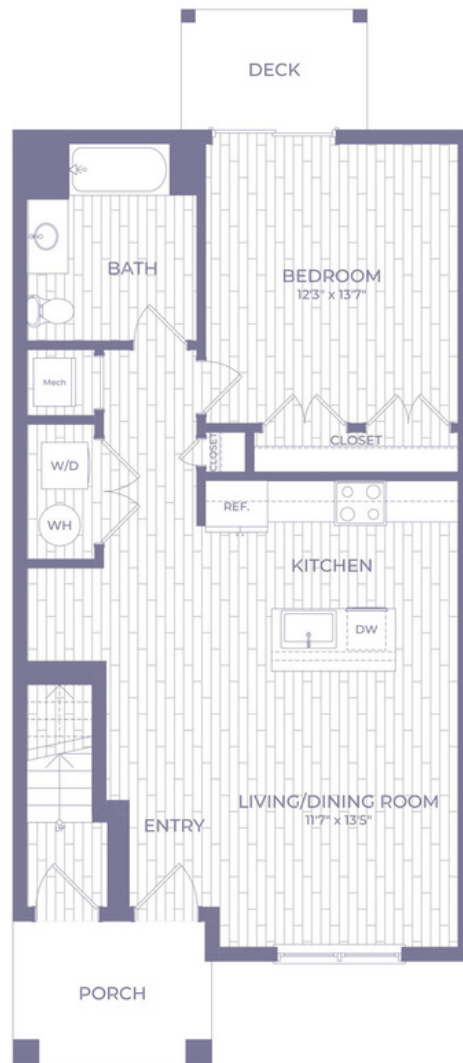 DECK
BATH
BEDROOM
12'3" x 13'7"
Mech
CLOSET
CLOSET
W/D
WH
REF.
KITCHEN
DW
LIVING/DINING ROOM
11'7" x 13'5"
ENTRY
UP
PORCH